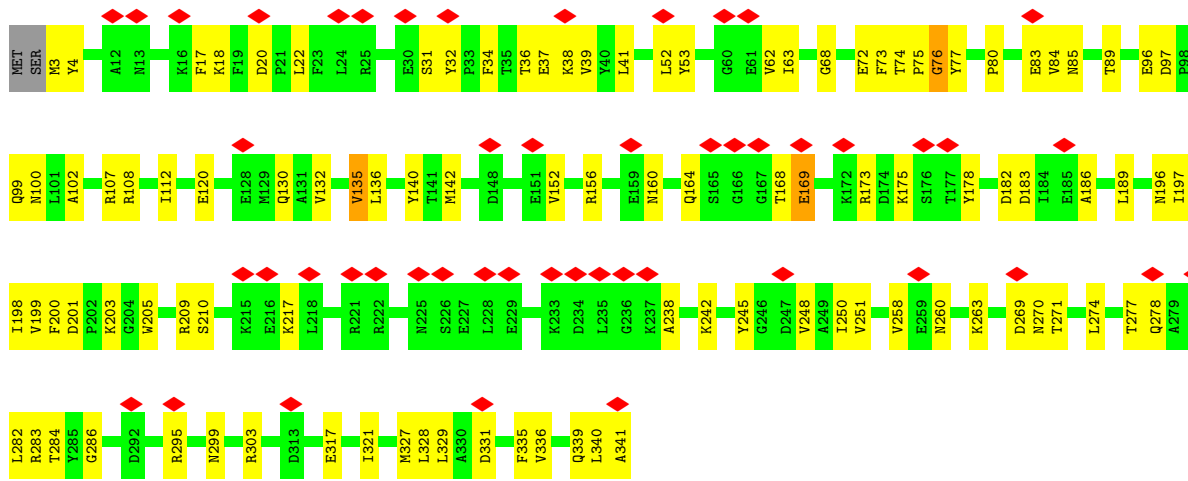 MET SER M3 Y4 A12 N13 K16 F17 K18 F19 D20 P21 L22 F23 L24 R25 E30 S31 Y32 P33 F34 T35 T36 E37 K38 V39 Y40 L41 L52 Y53 G60 E61 V62 I63 G68 E72 F73 T74 P75 G76 Y77 P80 E83 V84 N85 T89 E96 D97 P98
Q99 N100 L101 A102 R107 R108 I112 E120 E128 M129 Q130 A131 V132 V135 L136 Y140 T141 M142 D148 E151 V152 R156 E159 N160 Q164 S165 G166 G167 T168 E169 K172 R173 D174 K175 S176 T177 Y178 D182 D183 I184 E185 A186 L189 N196 I197
I198 V199 F200 D201 P202 K203 G204 W205 R209 S210 K215 E216 K217 L218 R221 R222 N225 S226 E227 L228 E229 K233 D234 L235 G236 K237 A238 K242 Y245 G246 D247 V248 A249 I250 V251 V258 E259 N260 K263 D269 N270 T271 L274 T277 Q278 A279
L282 R283 T284 Y285 G286 D292 R295 N299 R303 D313 E317 I321 M327 L328 L329 A330 D331 F335 V336 Q339 L340 A341